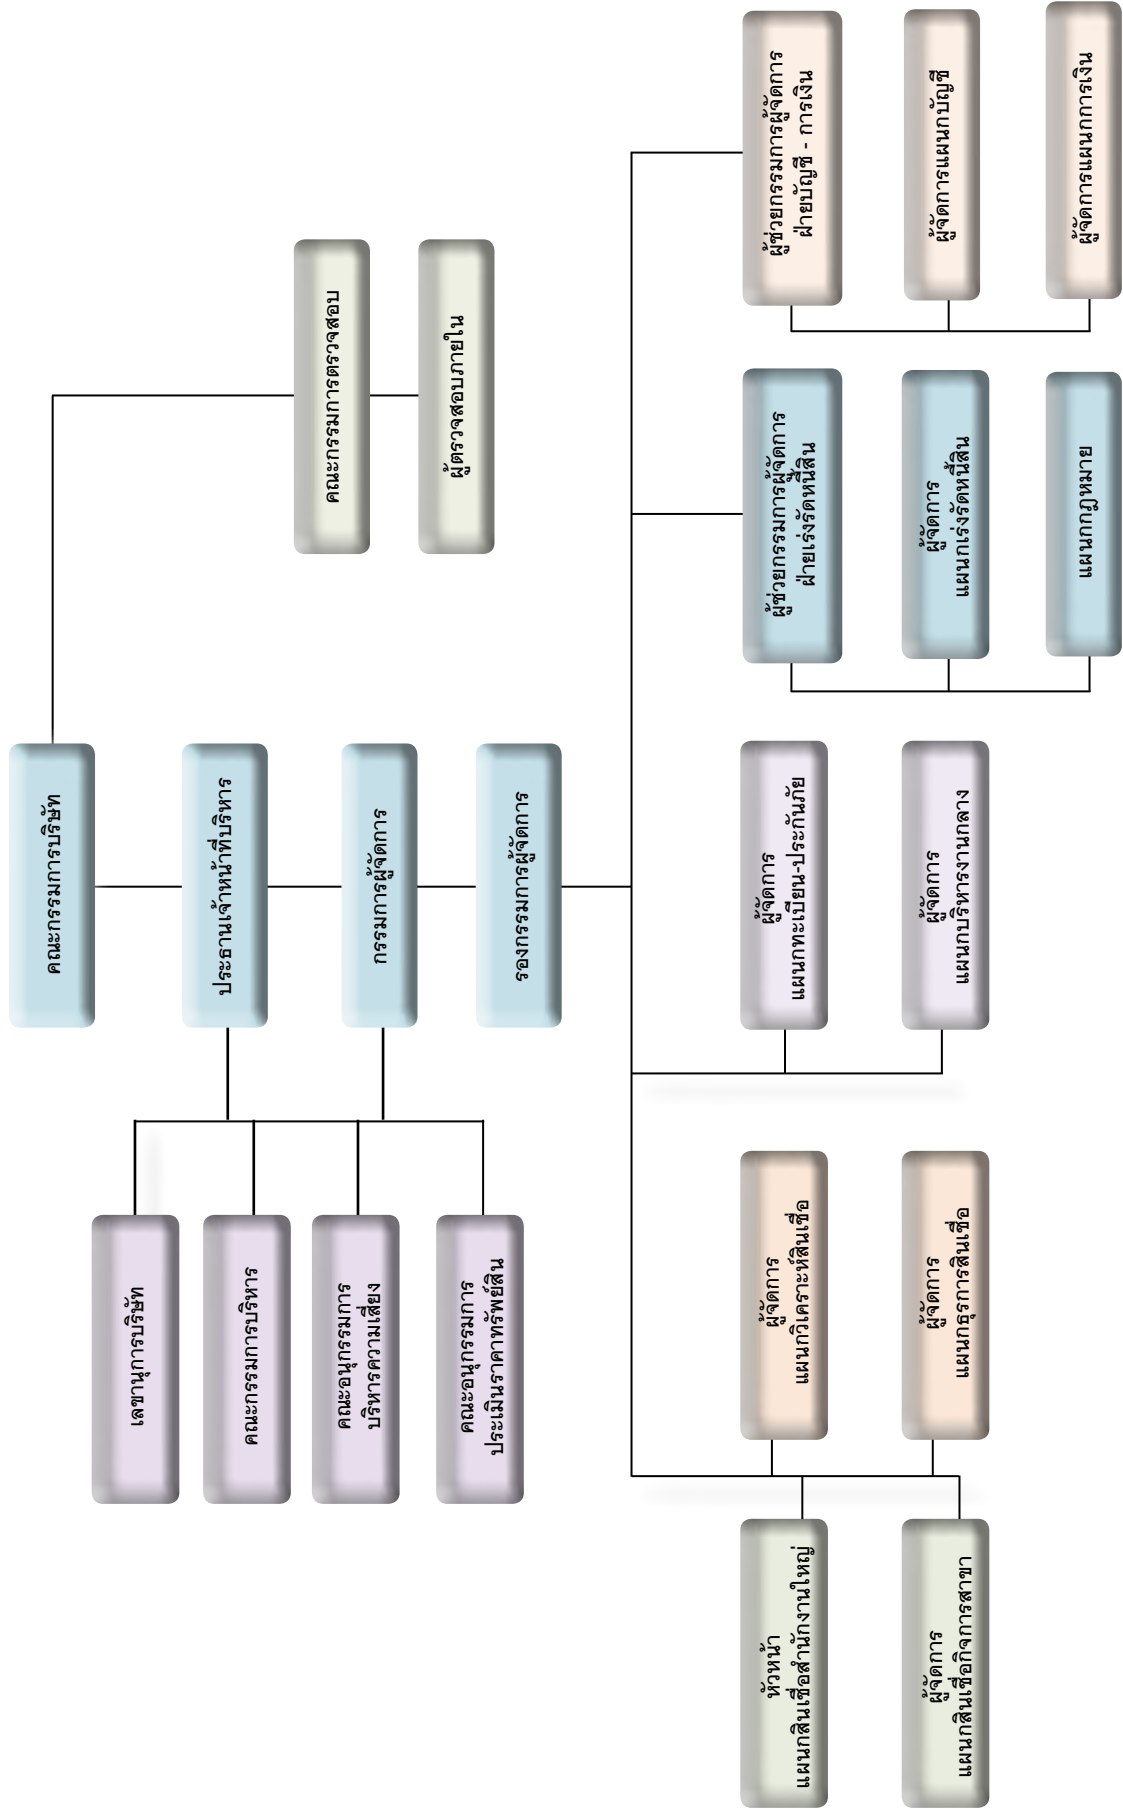 คณะกรรมการบริษัท
คณะกรรมการตรวจสอบ
ผู้ตรวจสอบภายใน
ประธานเจ้าหน้าที่บริหาร
กรรมการผู้จัดการ
รองกรรมการผู้จัดการ
เลขานุการบริษัท
คณะกรรมการบริหาร
คณะอนุกรรมการ
บริหารความเสี่ยง
คณะอนุกรรมการ
ประเมินราคาทรัพย์สิน
หัวหน้า
แผนกสินเชื่อสำนักงานใหญ่
ผู้จัดการ
แผนกสินเชื่อกิจการสาขา
ผู้จัดการ
แผนกวิเคราะห์สินเชื่อ
ผู้จัดการ
แผนกธุรการสินเชื่อ
ผู้จัดการ
แผนกทะเบียน-ประกันภัย
ผู้จัดการ
แผนกบริหารงานกลาง
ผู้ช่วยกรรมการผู้จัดการ
ฝ่ายเร่งรัดหนี้สิน
ผู้จัดการ
แผนกเร่งรัดหนี้สิน
แผนกกฎหมาย
ผู้ช่วยกรรมการผู้จัดการ
ฝ่ายบัญชี - การเงิน
ผู้จัดการแผนกบัญชี
ผู้จัดการแผนกการเงิน